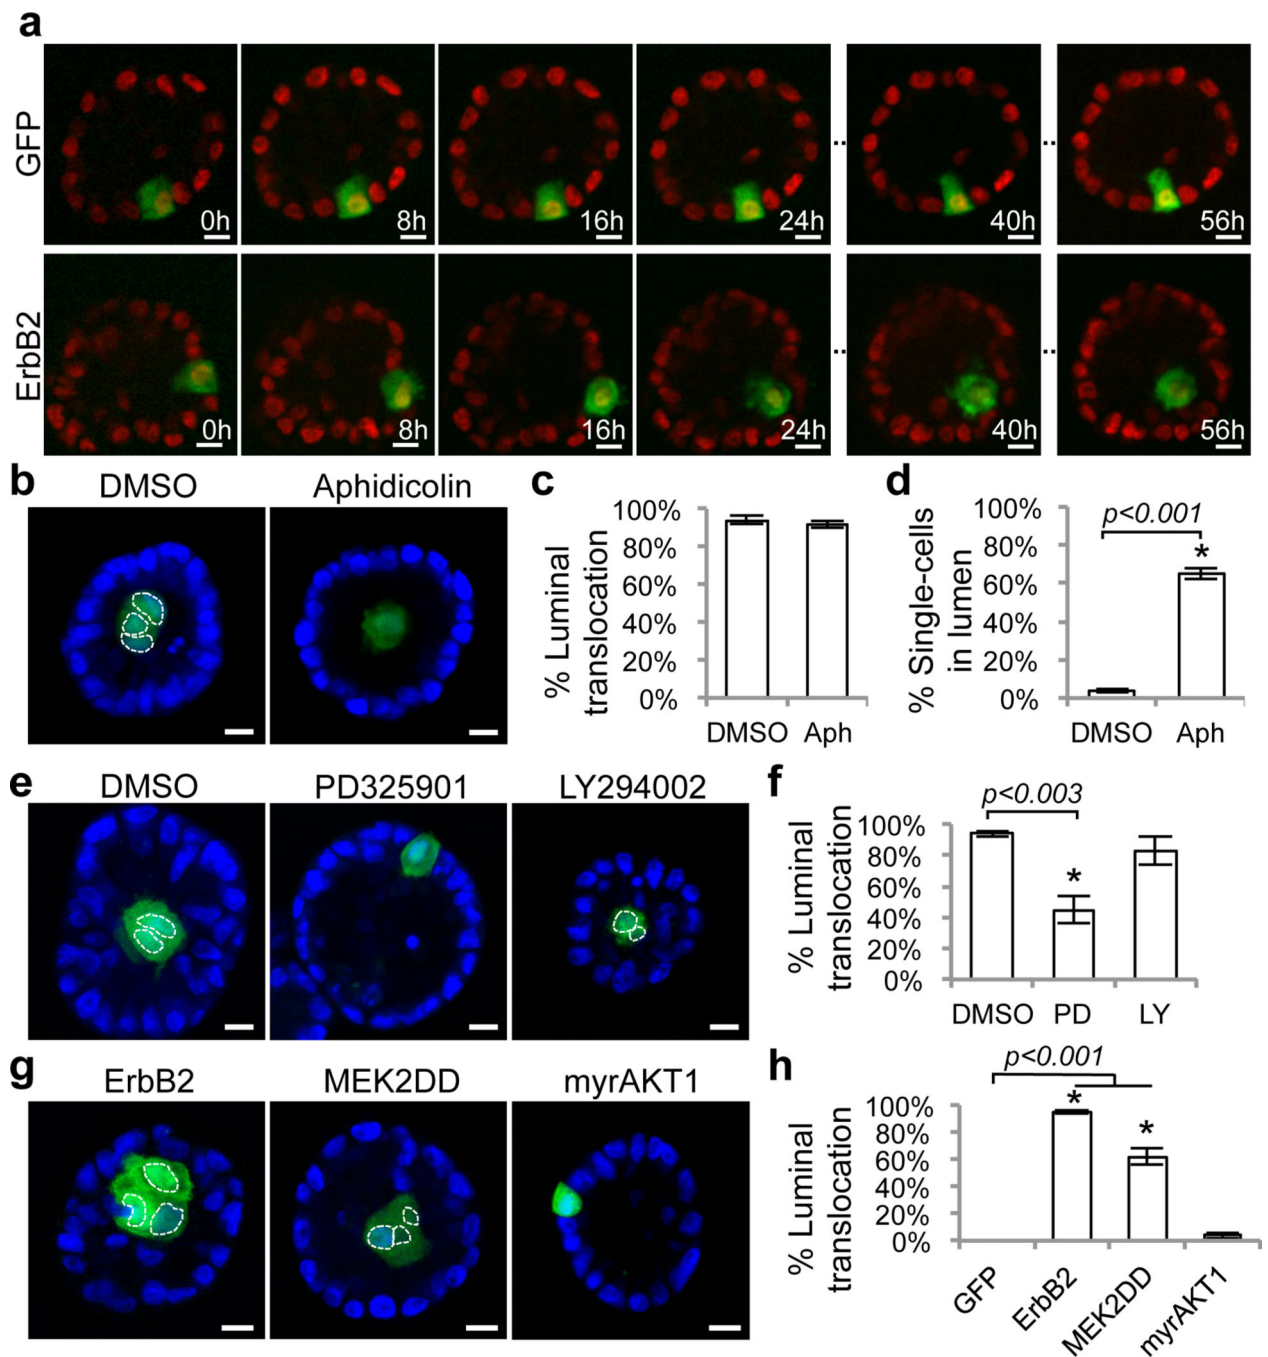 a
GFP
0h 8h 16h 24h 40h 56h
ErbB2
0h 8h 16h 24h 40h 56h
b
DMSO Aphidicolin
c
% Luminal
translocation
100%
80%
60%
40%
20%
0%
DMSO Aph
d
% Single-cells
in lumen
100%
80%
60%
40%
20%
0%
p<0.001
*
DMSO Aph
e
DMSO PD325901 LY294002
f
% Luminal
translocation
100%
80%
60%
40%
20%
0%
p<0.003
*
DMSO PD LY
g
ErbB2 MEK2DD myrAKT1
h
% Luminal
translocation
100%
80%
60%
40%
20%
0%
p<0.001
* *
GFP ErbB2 MEK2DD myrAKT1